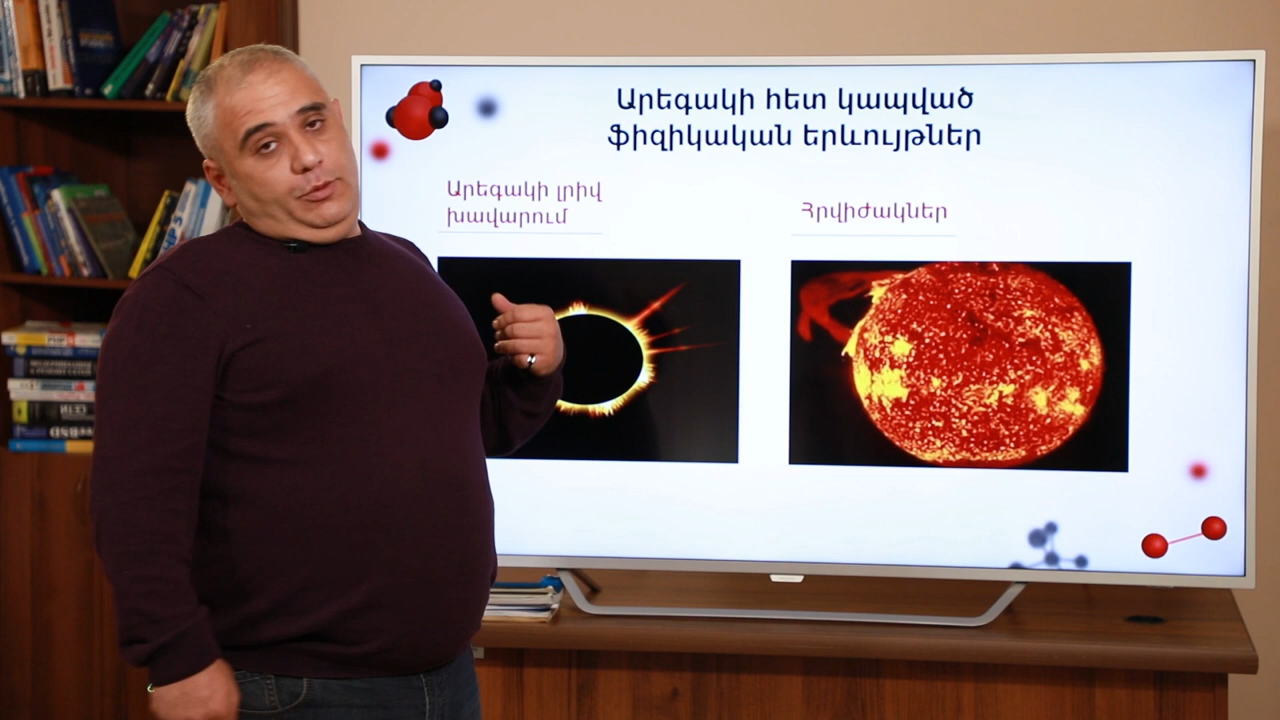 Արեգակի հետ կապված
ֆիզիկական երևույթներ
Արեգակի լրիվ
խավարում
Հրվիժակներ